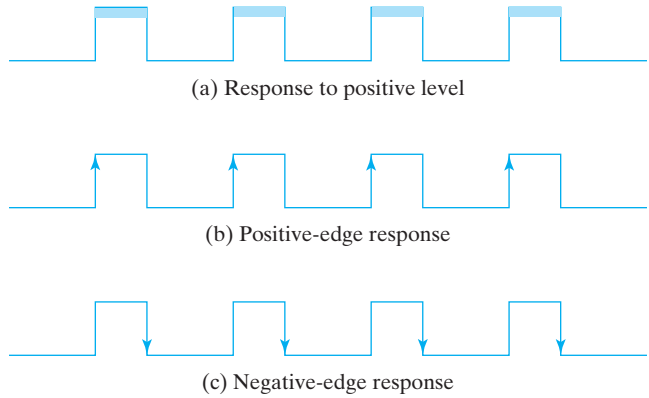 (a) Response to positive level
(b) Positive-edge response
(c) Negative-edge response